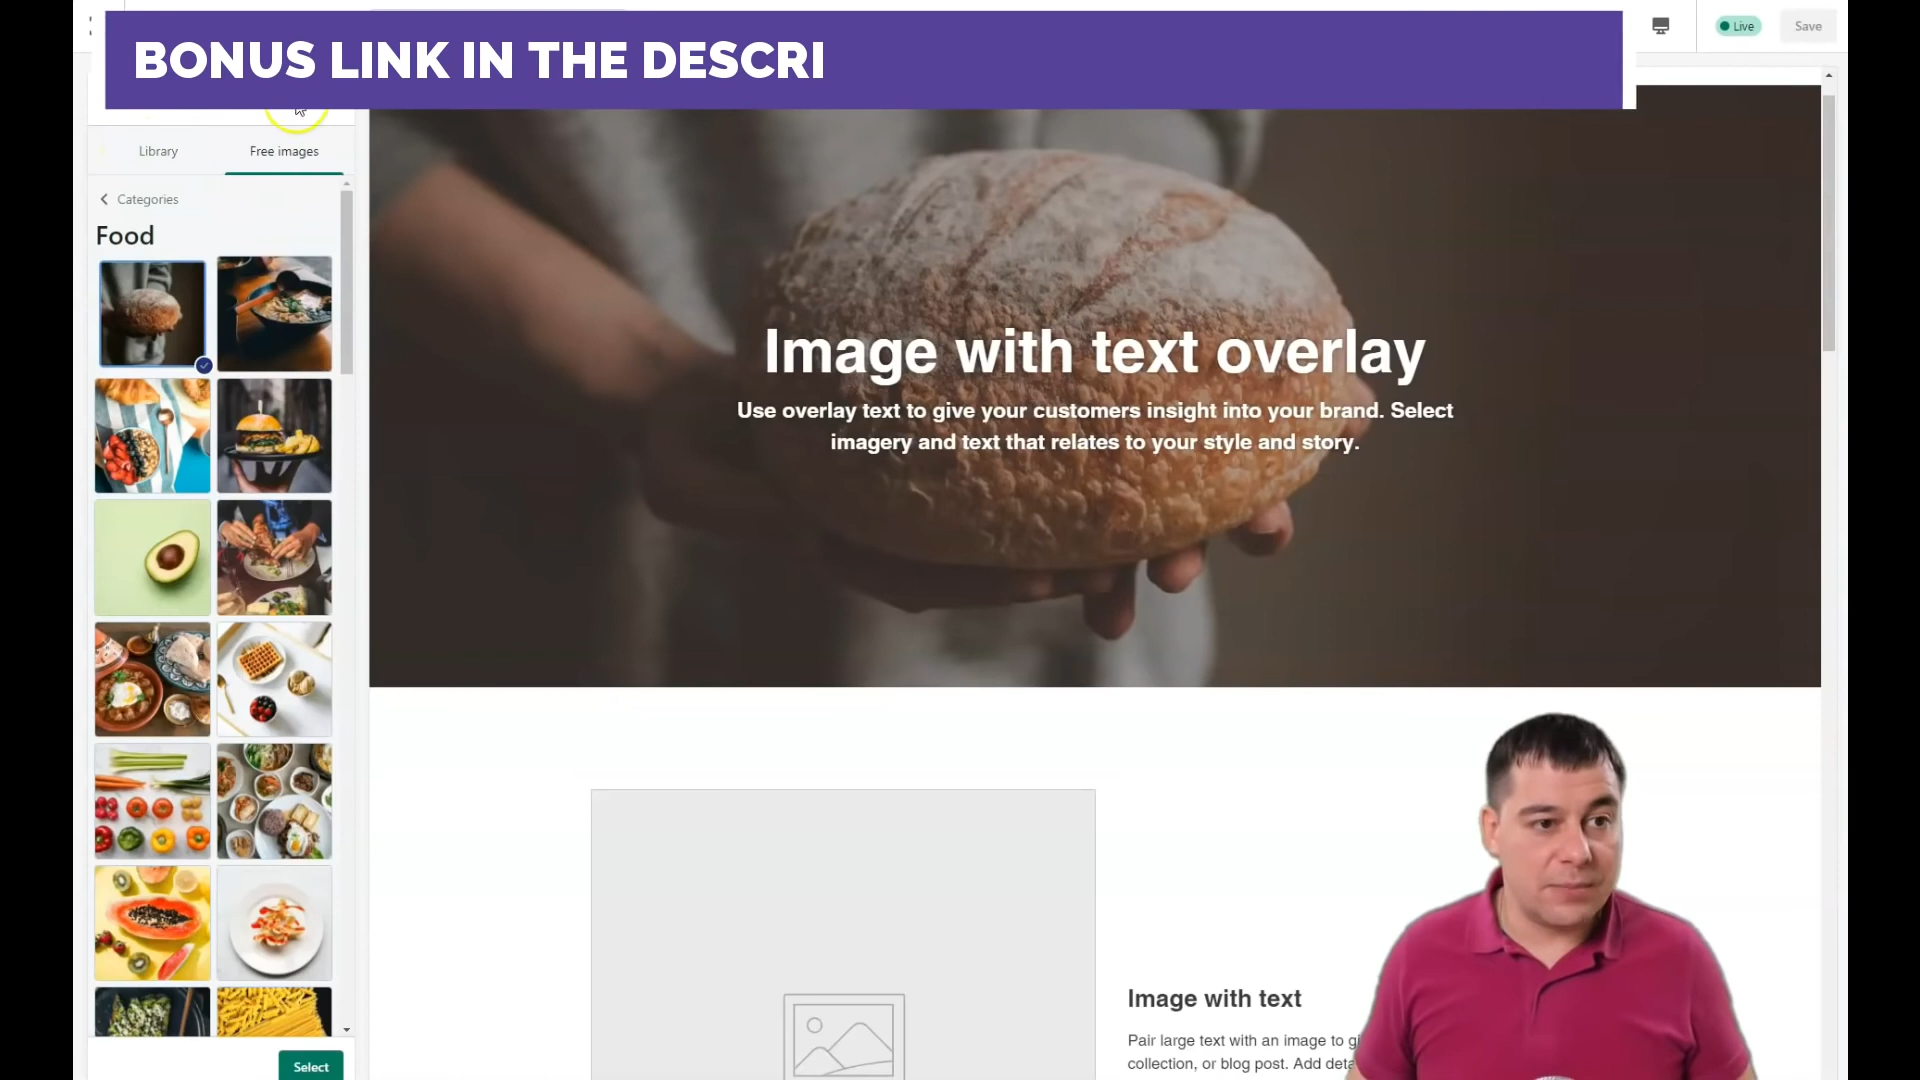 BONUS LINK IN THE DESCRI
Live
Save
Library
Free images
Categories
Food
Image with text overlay
Use overlay text to give your customers insight into your brand. Select
imagery and text that relates to your style and story.
Image with text
Pair large text with an image to gi
collection, or blog post. Add deta
Select